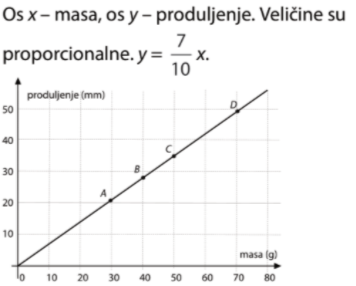 Os x – masa, os y – produljenje. Veličine su
proporcionalne. y = 7/10 x.
produljenje (mm)
50
40
30
20
10
D
C
B
A
masa (g)
0 10 20 30 40 50 60 70 80